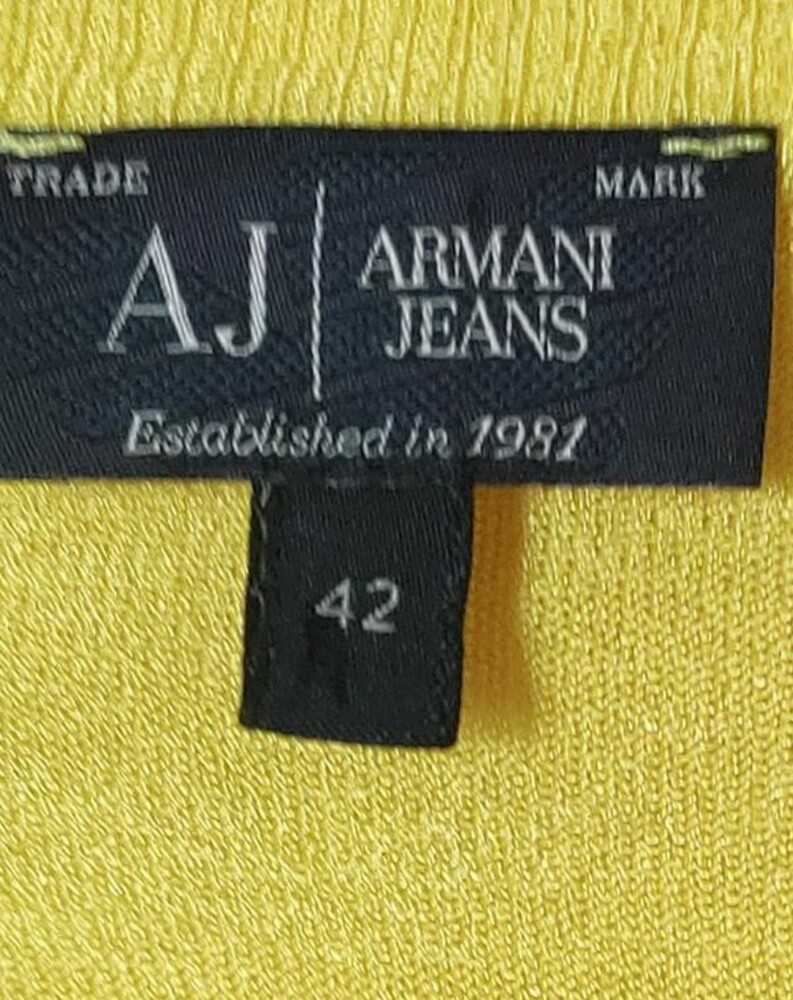 TRADE MARK
AJ ARMANI
JEANS
Established in 1981
42